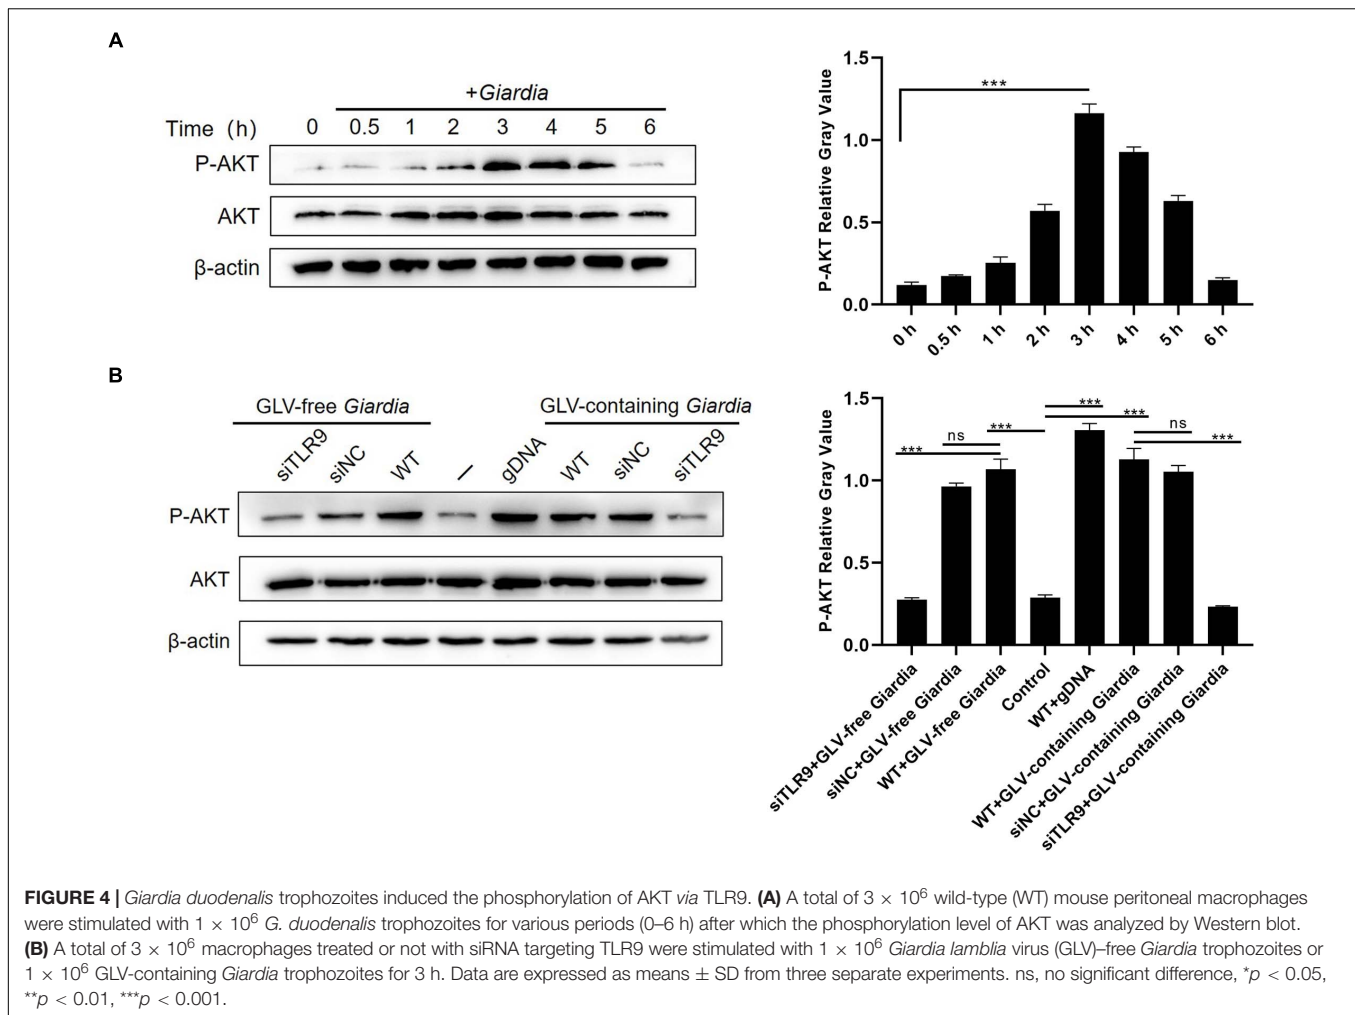 A
+Giardia
Time (h) 0 0.5 1 2 3 4 5 6
P-AKT
AKT
β-actin
P-AKT Relative Gray Value
1.5
1.0
0.5
0.0
***
0 h
0.5 h
1 h
2 h
3 h
4 h
5 h
6 h
B
GLV-free Giardia
GLV-containing Giardia
siTLR9
siNC
WT
—
gDNA
WT
siNC
siTLR9
P-AKT
AKT
β-actin
P-AKT Relative Gray Value
1.5
1.0
0.5
0.0
***
ns
***
***
***
ns
***
siTLR9+GLV-free Giardia
siNC+GLV-free Giardia
WT+GLV-free Giardia
Control
WT+gDNA
WT+GLV-containing Giardia
siNC+GLV-containing Giardia
siTLR9+GLV-containing Giardia
FIGURE 4 | Giardia duodenalis trophozoites induced the phosphorylation of AKT via TLR9. (A) A total of 3 × 10⁶ wild-type (WT) mouse peritoneal macrophages
were stimulated with 1 × 10⁶ G. duodenalis trophozoites for various periods (0–6 h) after which the phosphorylation level of AKT was analyzed by Western blot.
(B) A total of 3 × 10⁶ macrophages treated or not with siRNA targeting TLR9 were stimulated with 1 × 10⁶ Giardia lamblia virus (GLV)–free Giardia trophozoites or
1 × 10⁶ GLV-containing Giardia trophozoites for 3 h. Data are expressed as means ± SD from three separate experiments. ns, no significant difference, *p < 0.05,
**p < 0.01, ***p < 0.001.